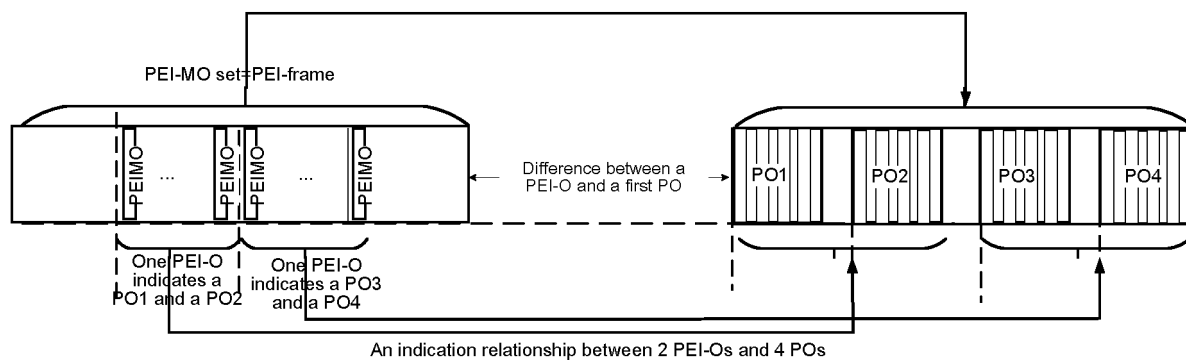 PEI-MO set=PEI-frame
PEIMO
...
PEIMO
PEIMO
...
PEIMO
Difference between a
PEI-O and a first PO
PO1
PO2
PO3
PO4
One PEI-O
indicates a
PO1 and a PO2
One PEI-O
indicates a PO3
and a PO4
An indication relationship between 2 PEI-Os and 4 POs